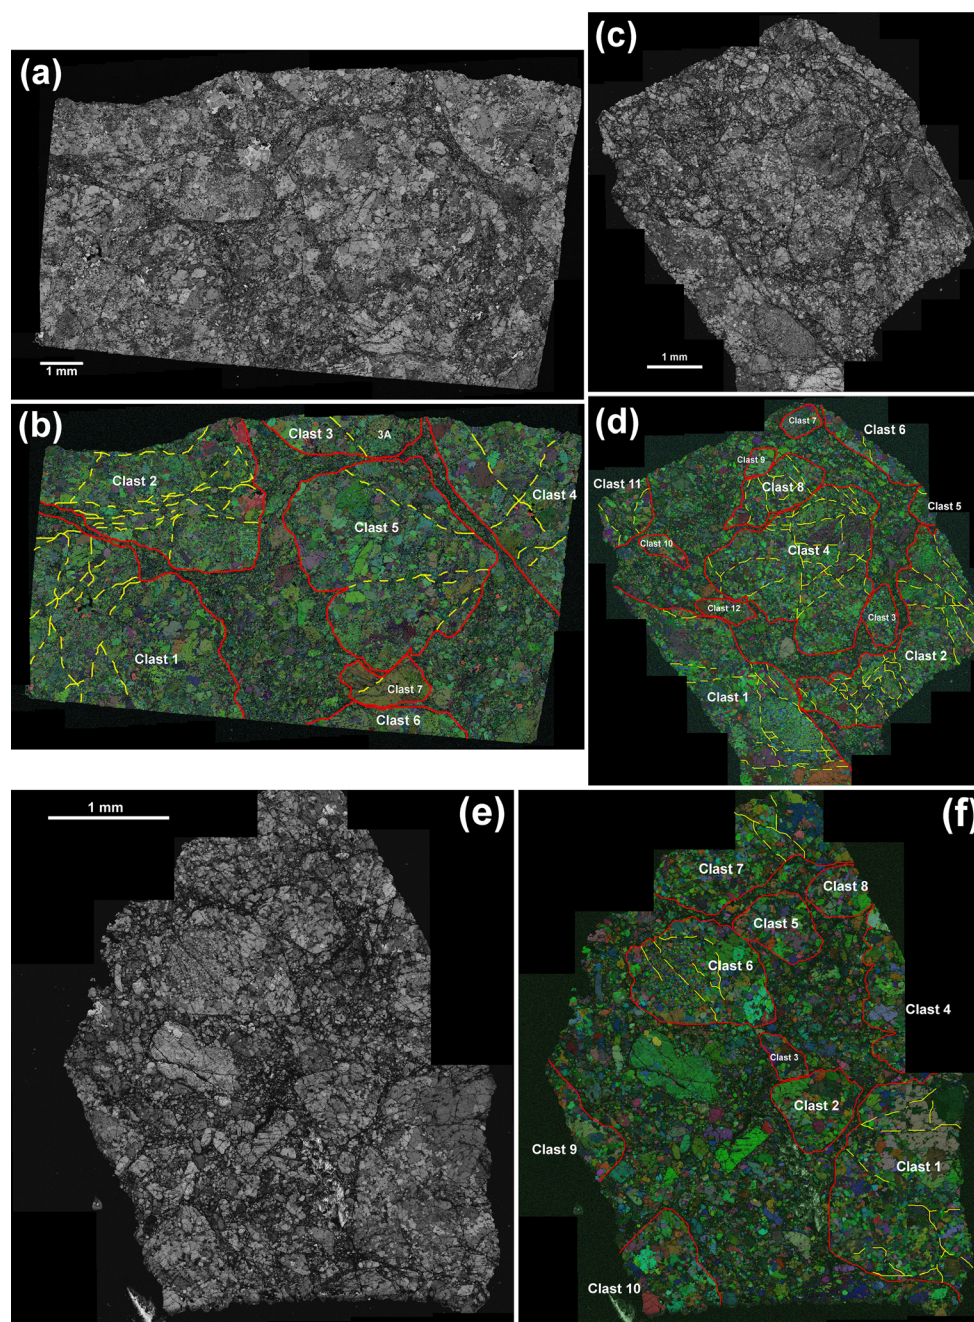 (a)
1 mm
(c)
1 mm
(b)
Clast 3
3A
Clast 2
Clast 4
Clast 5
Clast 1
Clast 7
Clast 6
(d)
Clast 7
Clast 6
Clast 9
Clast 8
Clast 11
Clast 5
Clast 10
Clast 4
Clast 12
Clast 3
Clast 2
Clast 1
1 mm
(e)
(f)
Clast 7
Clast 8
Clast 5
Clast 6
Clast 4
Clast 3
Clast 2
Clast 9
Clast 1
Clast 10